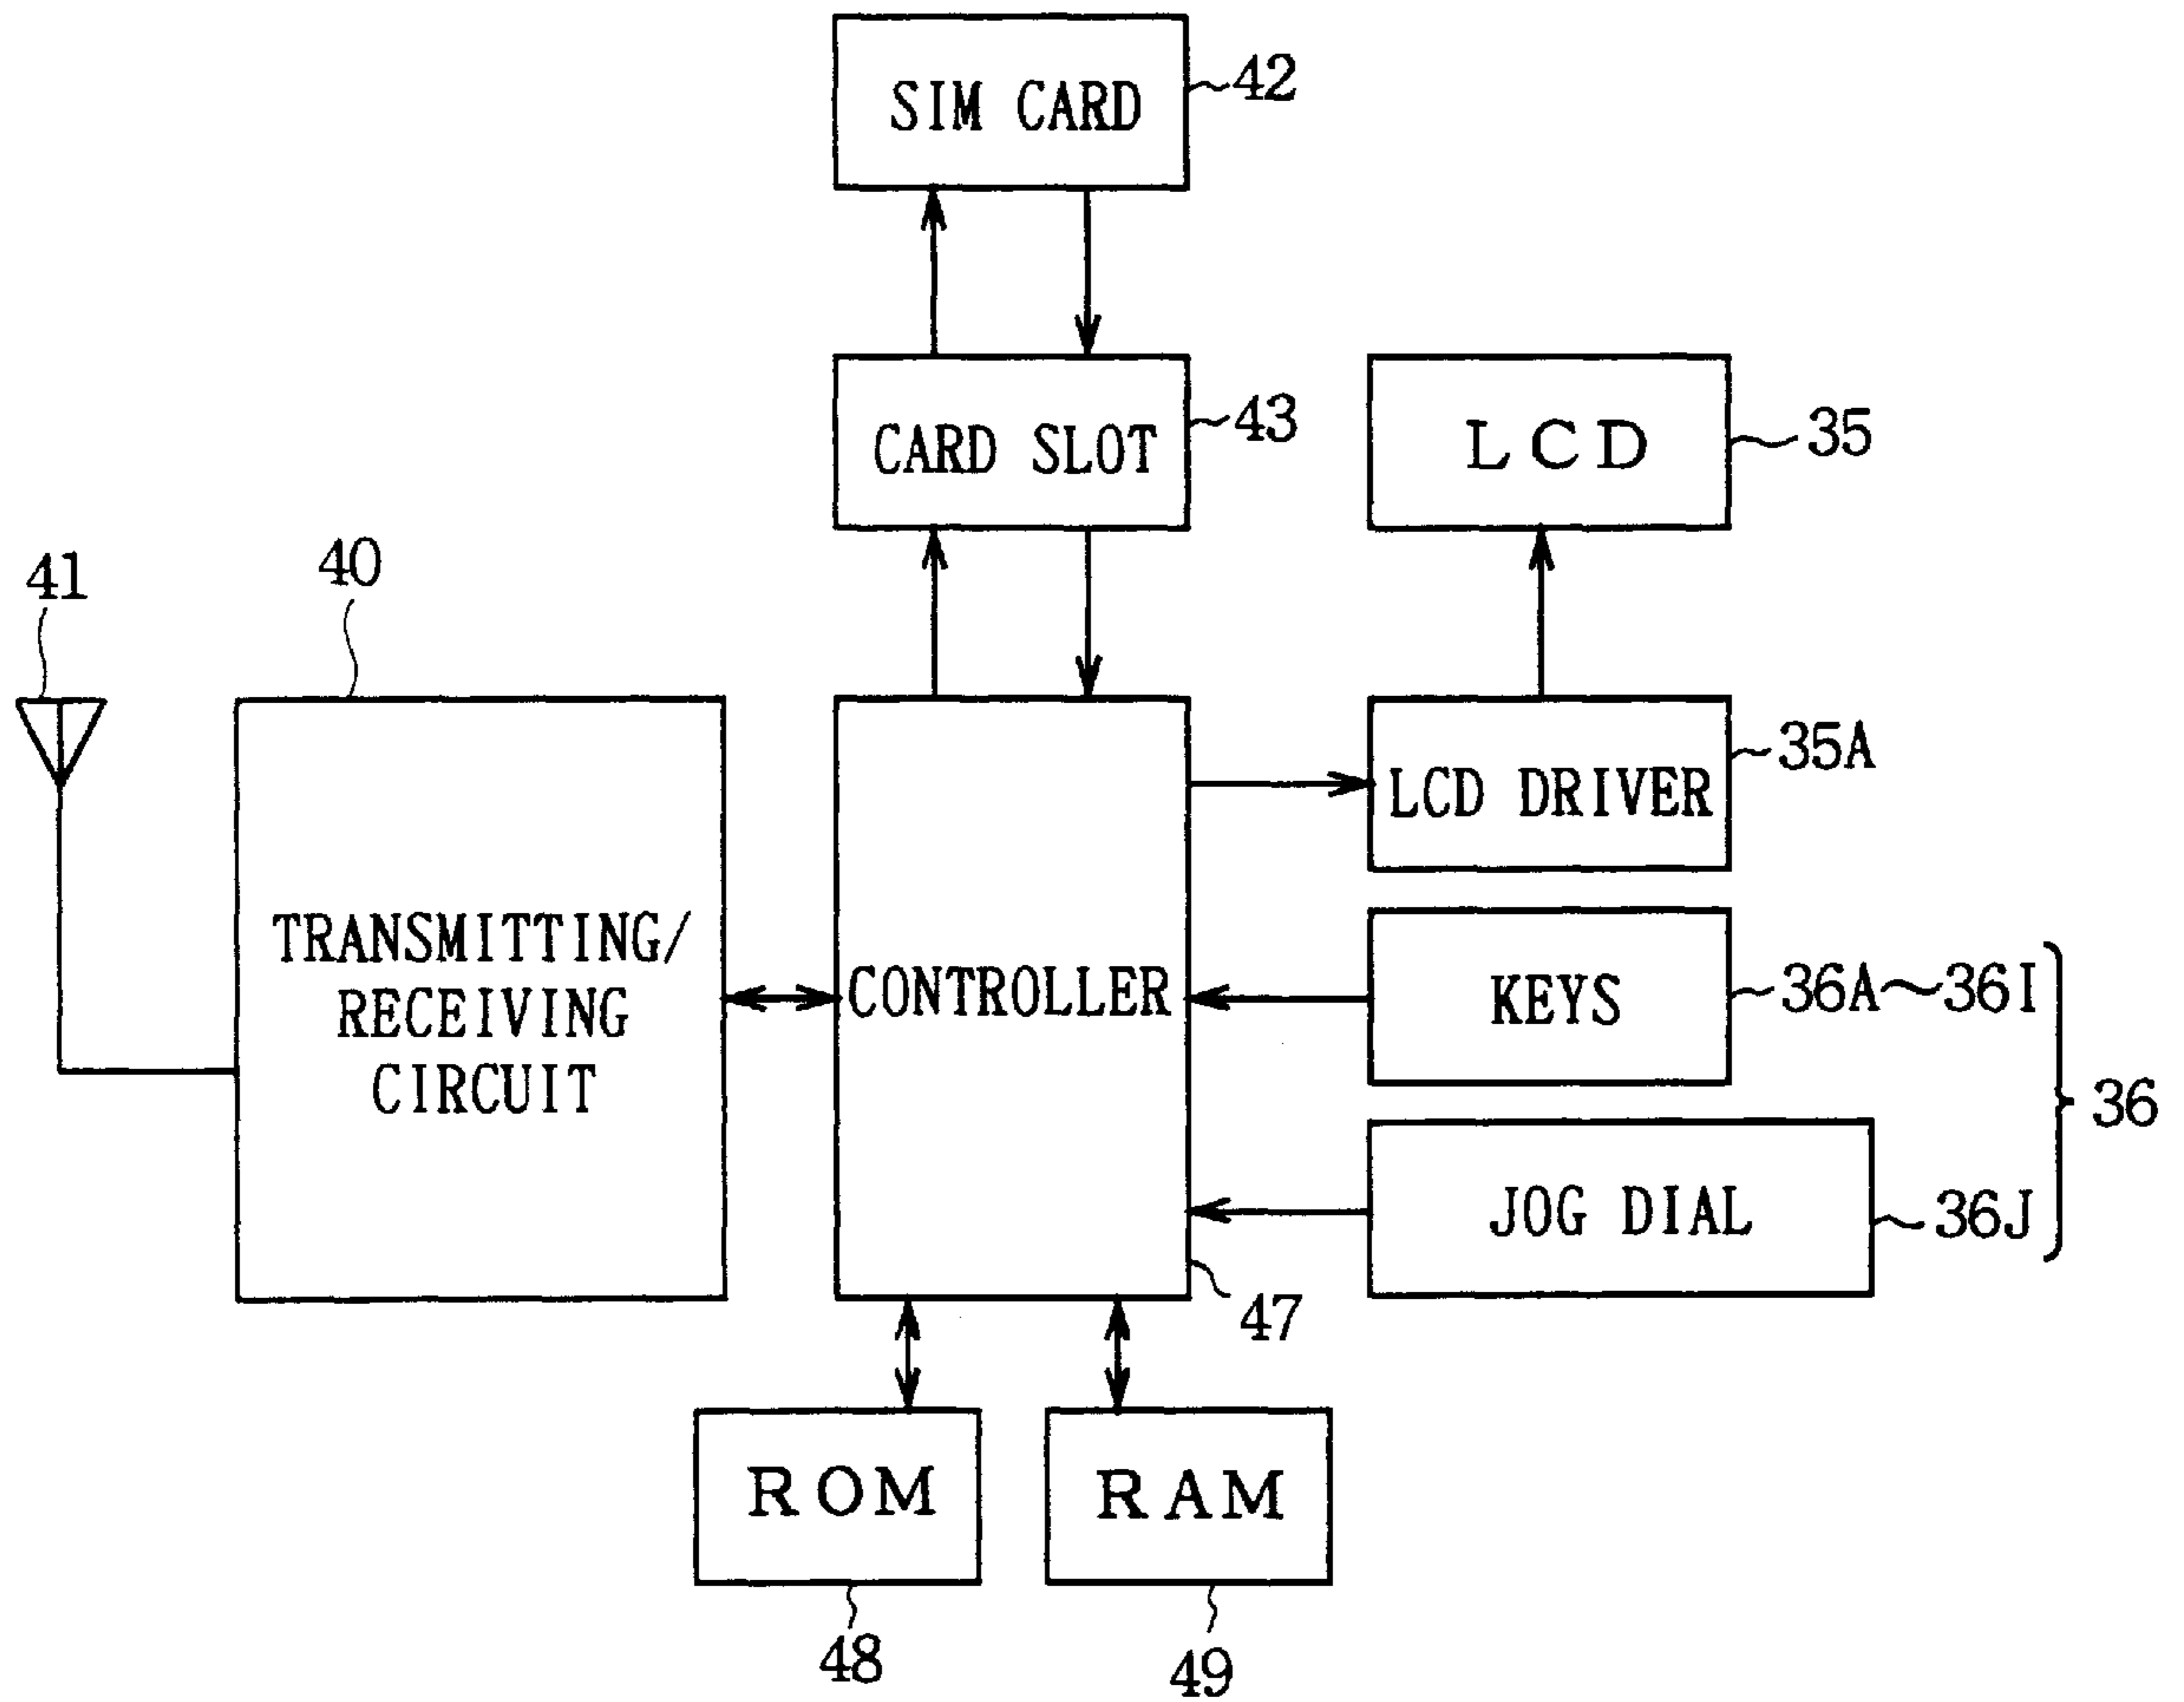 SIM CARD
42
CARD SLOT
43
LCD
35
41
40
LCD DRIVER
35A
TRANSMITTING/
RECEIVING
CIRCUIT
CONTROLLER
KEYS
36A~36I
36
JOG DIAL
36J
47
ROM
RAM
48
49